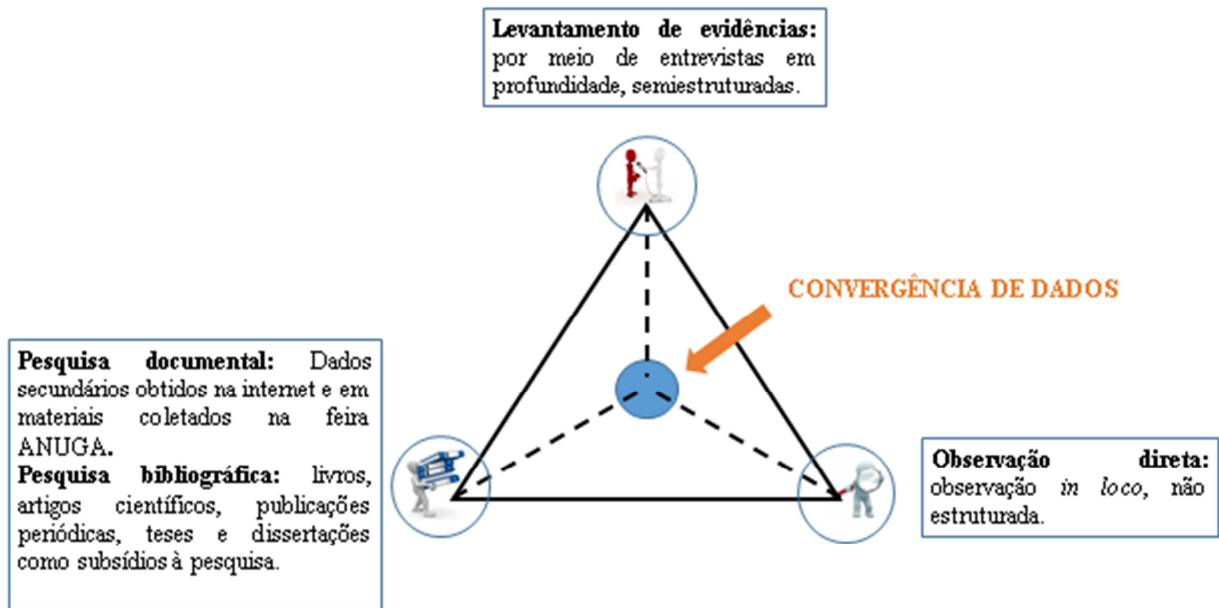 Levantamento de evidências:
por meio de entrevistas em
profundidade, semiestruturadas.
CONVERGÊNCIA DE DADOS
Pesquisa documental: Dados
secundários obtidos na internet e em
materiais coletados na feira
ANUGA.
Pesquisa bibliográfica: livros,
artigos científicos, publicações
periódicas, teses e dissertações
como subsídios à pesquisa.
Observação direta:
observação in loco, não
estruturada.